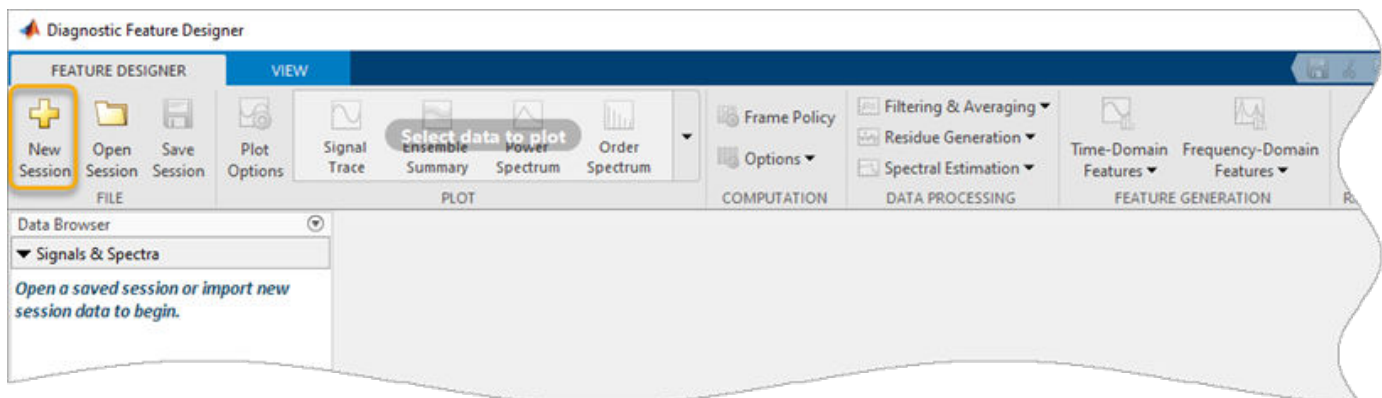 Diagnostic Feature Designer
FEATURE DESIGNER
VIEW
New
Session
Open
Session
Save
Session
Plot
Options
Signal
Trace
Ensemble
Summary
Power
Spectrum
Order
Spectrum
Select data to plot
Frame Policy
Options
Filtering & Averaging
Residue Generation
Spectral Estimation
Time-Domain
Features
Frequency-Domain
Features
FILE
PLOT
COMPUTATION
DATA PROCESSING
FEATURE GENERATION
Data Browser
Signals & Spectra
Open a saved session or import new
session data to begin.